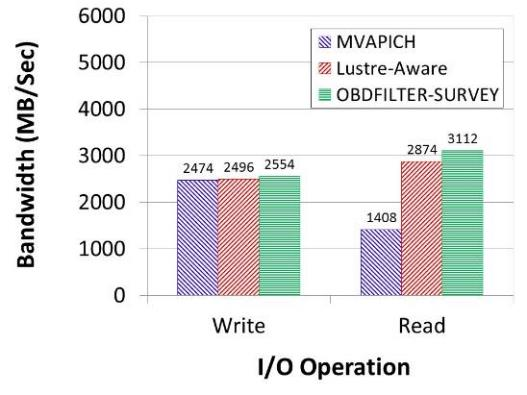 6000
5000
4000
3000
2000
1000
0
Bandwidth (MB/Sec)
MVAPICH
Lustre-Aware
OBDFILTER-SURVEY
2474 2496 2554
1408 2874 3112
Write Read
I/O Operation